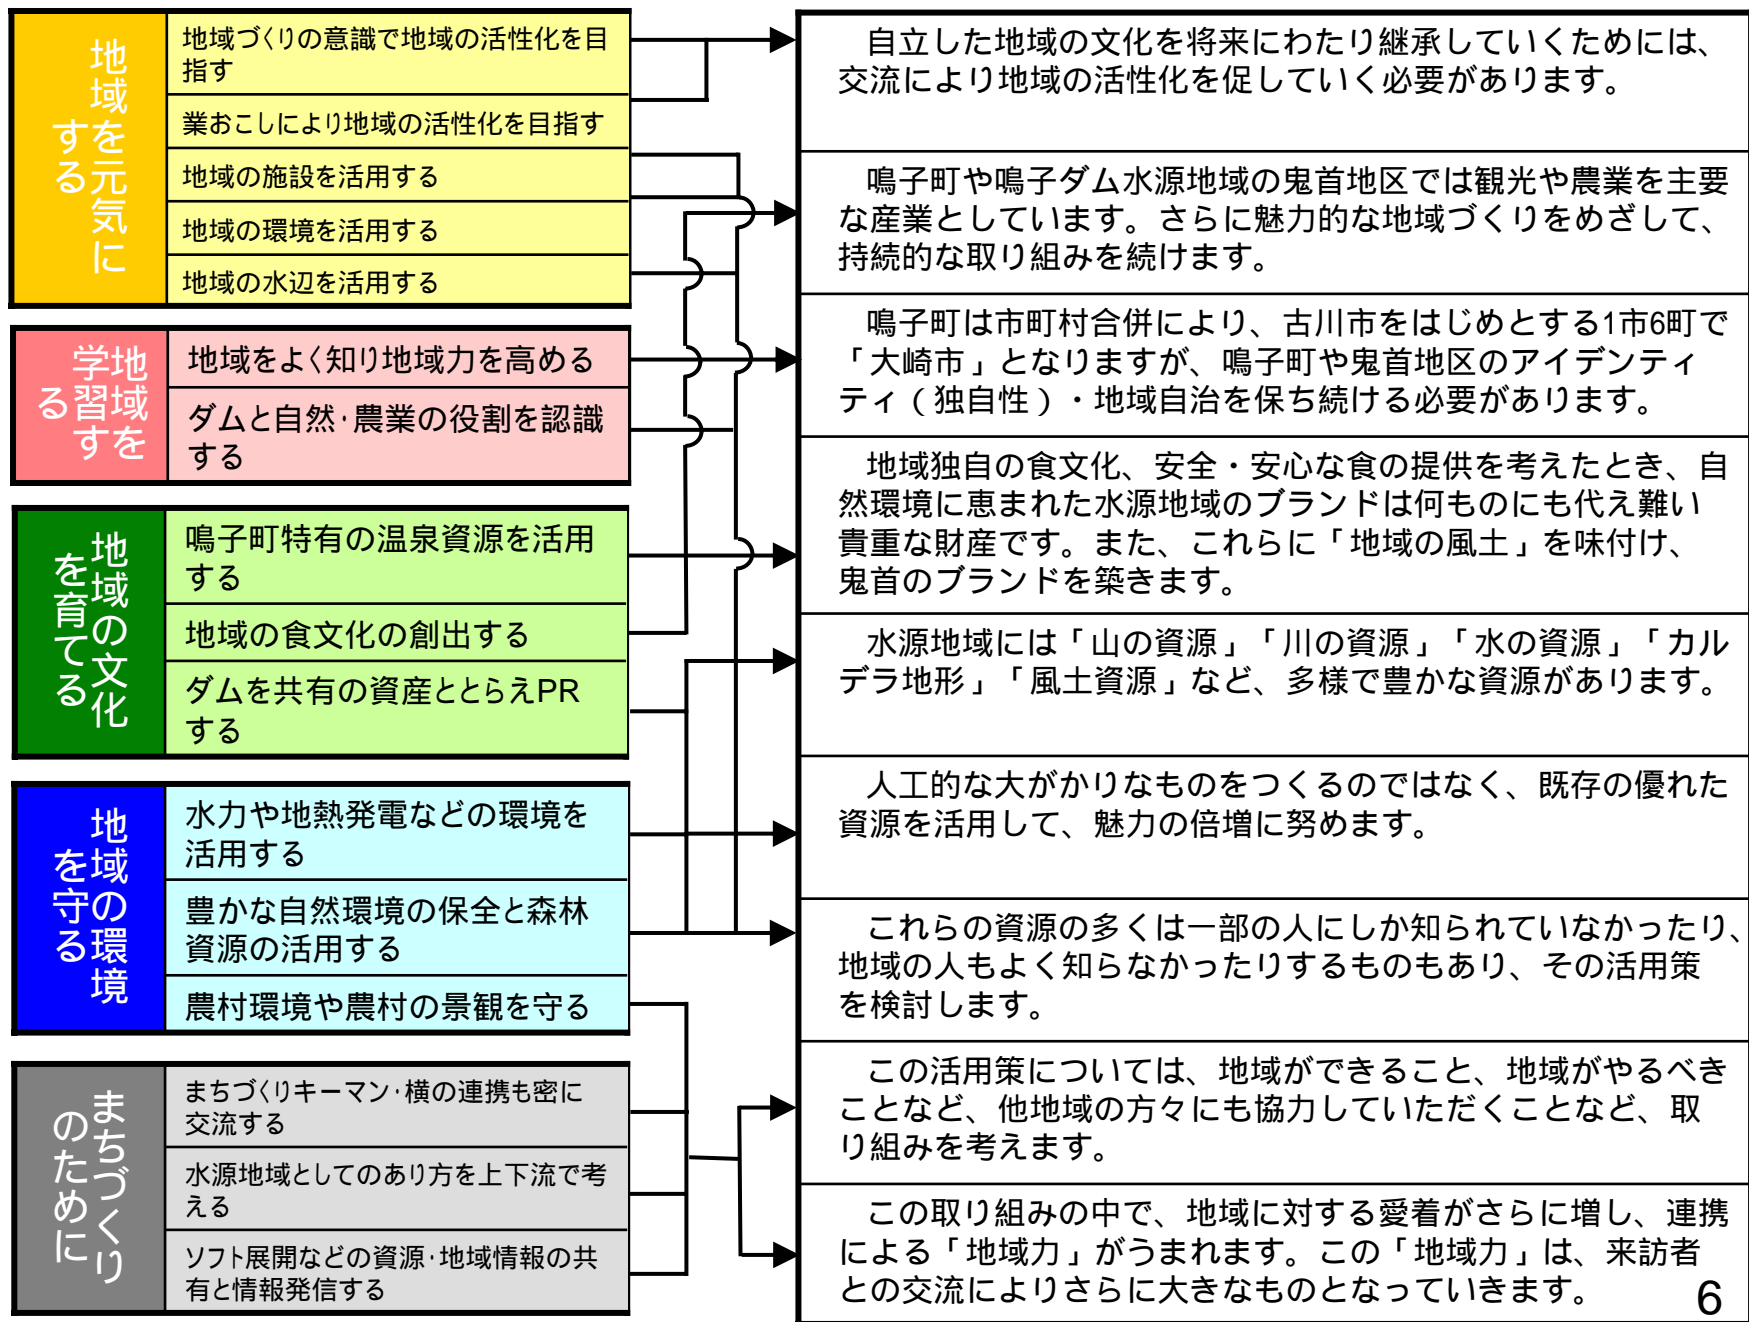 地域を元気に
する
地域づくりの意識で地域の活性化を目
指す
業おこしにより地域の活性化を目指す
地域の施設を活用する
地域の環境を活用する
地域の水辺を活用する
地域を
学習す
る
地域をよく知り地域力を高める
ダムと自然・農業の役割を認識
する
地域の文化
を育てる
鳴子町特有の温泉資源を活用
する
地域の食文化の創出する
ダムを共有の資産ととらえPR
する
地域の環境
を守る
水力や地熱発電などの環境を
活用する
豊かな自然環境の保全と森林
資源の活用する
農村環境や農村の景観を守る
まちづくり
のために
まちづくりキーマン・横の連携も密に
交流する
水源地域としてのあり方を上下流で考
える
ソフト展開などの資源・地域情報の共
有と情報発信する
自立した地域の文化を将来にわたり継承していくためには、
交流により地域の活性化を促していく必要があります。
鳴子町や鳴子ダム水源地域の鬼首地区では観光や農業を主要
な産業としています。さらに魅力的な地域づくりをめざして、
持続的な取り組みを続けます。
鳴子町は市町村合併により、古川市をはじめとする1市6町で
「大崎市」となりますが、鳴子町や鬼首地区のアイデンティ
ティ（独自性）・地域自治を保ち続ける必要があります。
地域独自の食文化、安全・安心な食の提供を考えたとき、自
然環境に恵まれた水源地域のブランドは何ものにも代え難い
貴重な財産です。また、これらに「地域の風土」を味付け、
鬼首のブランドを築きます。
水源地域には「山の資源」「川の資源」「水の資源」「カル
デラ地形」「風土資源」など、多様で豊かな資源があります。
人工的な大がかりなものをつくるのではなく、既存の優れた
資源を活用して、魅力の倍増に努めます。
これらの資源の多くは一部の人にしか知られていなかったり、
地域の人もよく知らなかったりするものもあり、その活用策
を検討します。
この活用策については、地域ができること、地域がやるべき
ことなど、他地域の方々にも協力していただくことなど、取
り組みを考えます。
この取り組みの中で、地域に対する愛着がさらに増し、連携
による「地域力」がうまれます。この「地域力」は、来訪者
との交流によりさらに大きなものとなっていきます。
6